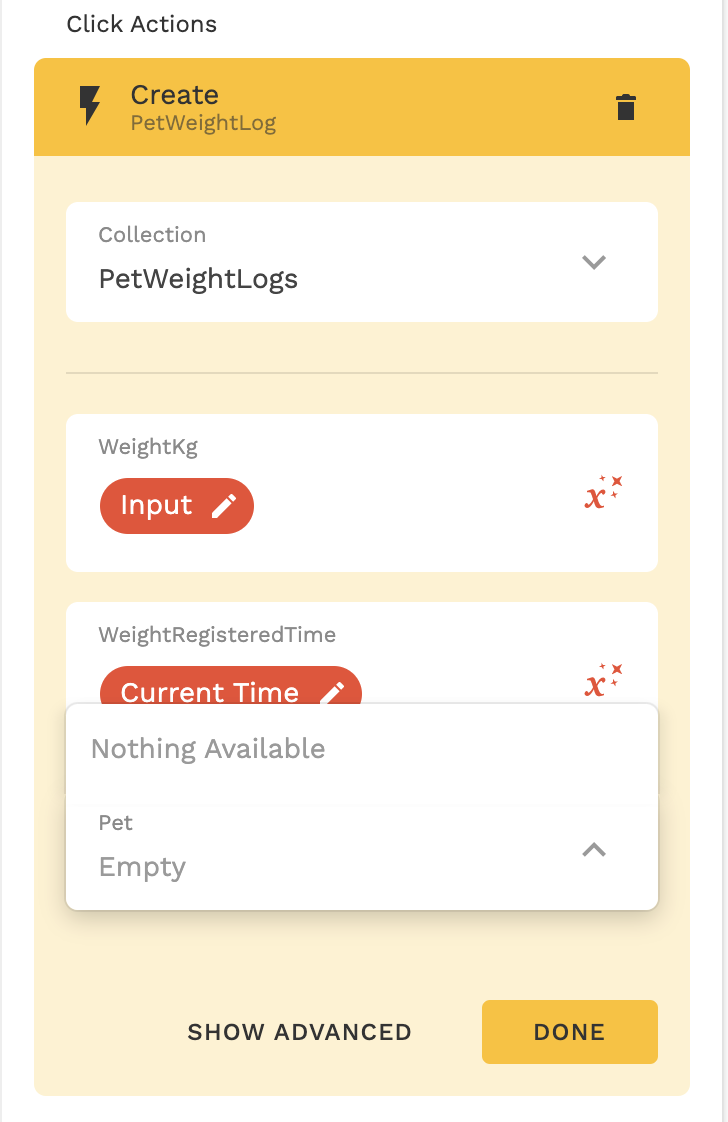 Click Actions
Create
PetWeightLog
Collection
PetWeightLogs
WeightKg
Input
x
WeightRegisteredTime
Current Time
x
Nothing Available
Pet
Empty
SHOW ADVANCED
DONE